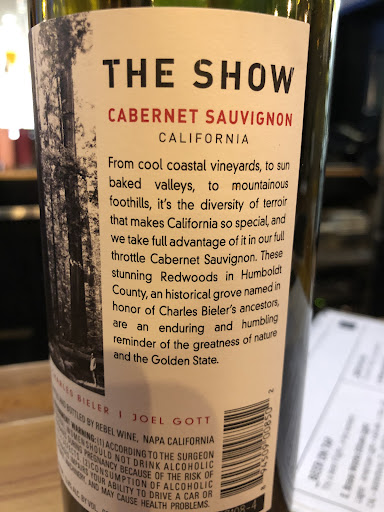 THE SHOW
CABERNET SAUVIGNON
CALIFORNIA
From cool coastal vineyards, to sun
baked valleys, to mountainous
foothills, it's the diversity of terroir
that makes California so special, and
we take full advantage of it in our full
throttle Cabernet Sauvignon. These
stunning Redwoods in Humboldt
County, an historical grove named in
honor of Charles Bieler's ancestors,
are an enduring and humbling
reminder of the greatness of nature
and the Golden State.
BIELER | JOEL GOTT
BOTTLED BY REBEL WINE, NAPA CALIFORNIA
WARNING: (1) ACCORDING TO THE SURGEON
SHOULD NOT DRINK ALCOHOLIC
PREGNANCY BECAUSE OF THE RISK OF
CONSUMPTION OF ALCOHOLIC
YOUR ABILITY TO DRIVE A CAR OR
AND MAY CAUSE HEALTH PROBLEMS.
BY VOL